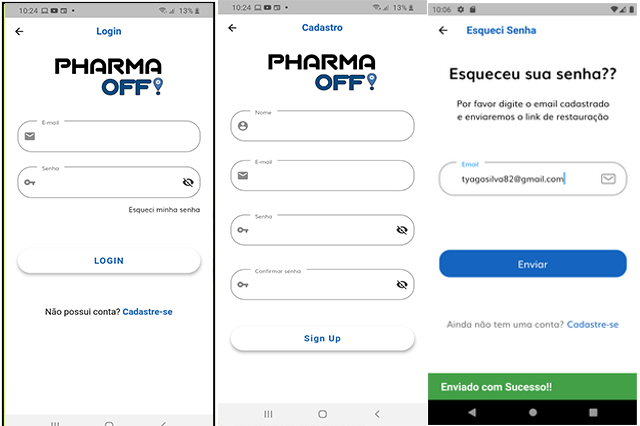 10:24
13%
Login
PHARMA
OFF!
E-mail
Senha
Esqueci minha senha
LOGIN
Não possui conta? Cadastre-se
10:24
13%
Cadastro
PHARMA
OFF!
Nome
E-mail
Senha
Confirmar senha
Sign Up
10:06
Esqueci Senha
Esqueceu sua senha??
Por favor digite o email cadastrado
e enviaremos o link de restauração
Email
tyagosilva82@gmail.com
Enviar
Ainda não tem uma conta? Cadastre-se
Enviado com Sucesso!!